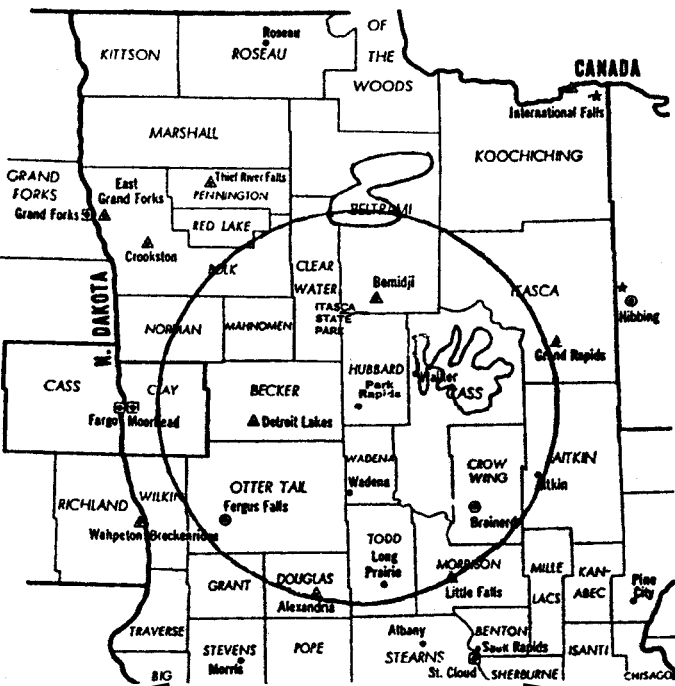 OF
THE
WOODS
Roseau
ROSEAU
KITTSON
CANADA
International Falls
MARSHALL
KOOCHICHING
GRAND
FORKS
East
Grand Forks
Grand Forks
Thief River Falls
PENNINGTON
BELTRAMI
RED LAKE
Crookston
POLK
CLEAR
WATER
Bemidji
ITASCA
ITASCA
STATE
PARK
Hibbing
N. DAKOTA
NORMAN
MAHNOMEN
Grand Rapids
HUBBARD
Park
Rapids
Walker
CASS
CASS
CLAY
BECKER
Fargo
Moorhead
Detroit Lakes
WADENA
Wadena
CROW
WING
AITKIN
Aitkin
RICHLAND
WILKIN
OTTER TAIL
Fergus Falls
Brainerd
Wahpeton
Breckenridge
TODD
Long
Prairie
MORRISON
Little Falls
MILLE
LACS
KAN-
ABEC
Pine
City
GRANT
DOUGLAS
Alexandria
TRAVERSE
STEVENS
Morris
POPE
Albany
STEARNS
BENTON
Sauk Rapids
St. Cloud
SHERBURNE
ISANTI
CHISAGO
BIG